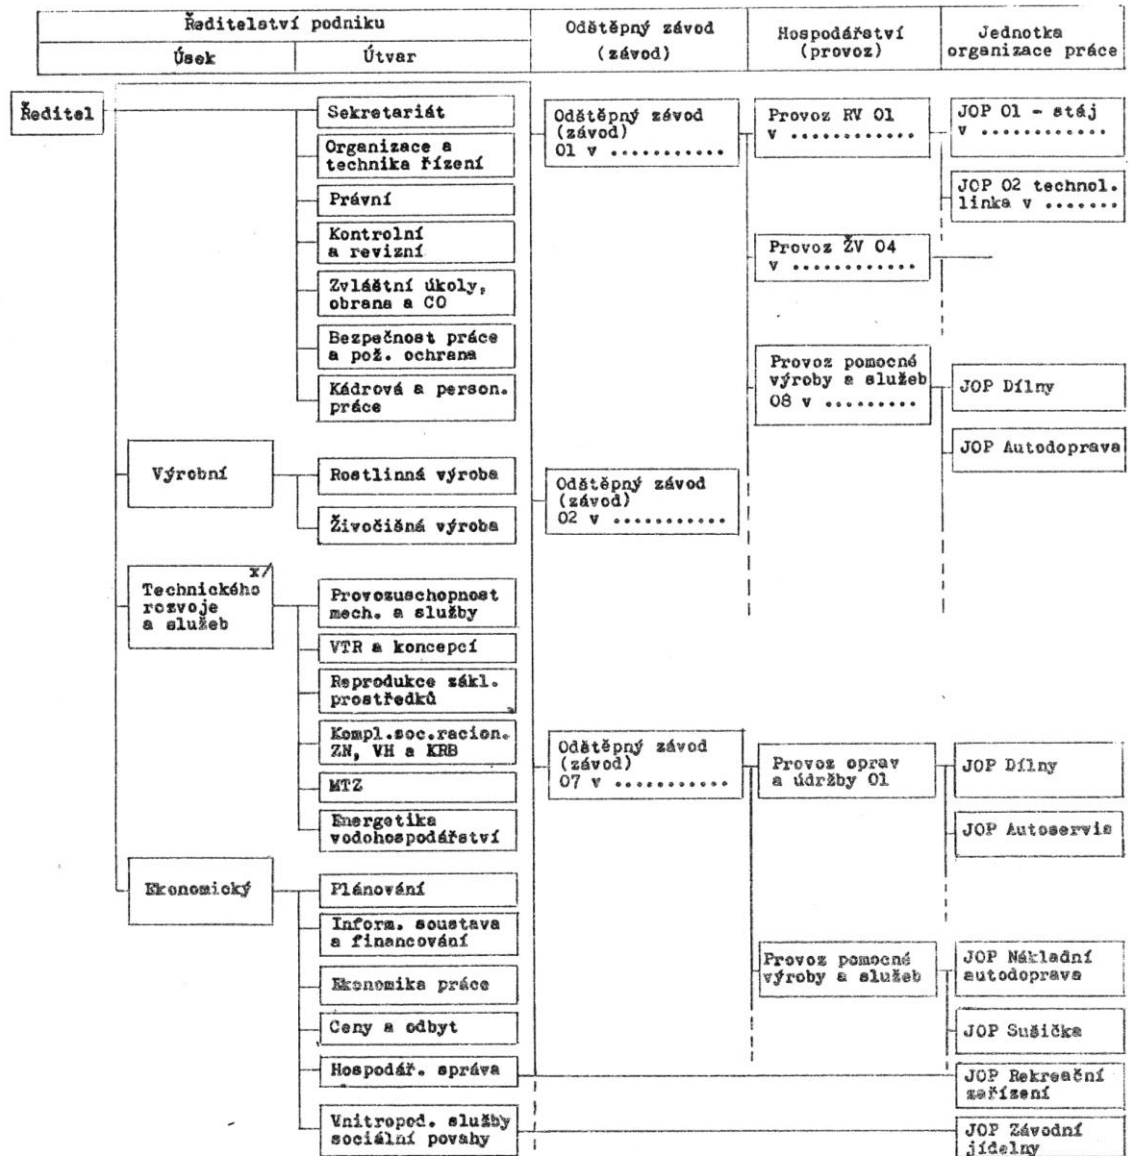 Ředitelství podniku
Úsek
Útvar
Odštěpný závod
(závod)
Hospodářství
(provoz)
Jednotka
organizace práce
Ředitel
Sekretariát
Organizace a
technika řízení
Právní
Kontrolní
a revizní
Zvláštní úkoly,
obrana a CO
Bezpečnost práce
a pož. ochrana
Kádrová a person.
práce
Výrobní
Rostlinná výroba
Živočišná výroba
x/
Technického
rozvoje
a služeb
Provozuschopnost
mech. a služby
VTR a koncepcí
Reprodukce zákl.
prostředků
Kompl.soc.racion.
ZN, VH a KRB
MTZ
Energetika
vodohospodářství
Ekonomický
Plánování
Inform. soustava
a financování
Ekonomika práce
Ceny a odbyt
Hospodář. správa
Vnitropod. služby
sociální povahy
Odštěpný závod
(závod)
01 v ...........
Odštěpný závod
(závod)
02 v ...........
Odštěpný závod
(závod)
07 v ...........
Provoz RV 01
v ............
Provoz ŽV 04
v ............
Provoz pomocné
výroby a služeb
08 v .........
Provoz oprav
a údržby 01
Provoz pomocné
výroby a služeb
JOP 01 - stáj
v ............
JOP 02 technol.
linka v .......
JOP Dílny
JOP Autodoprava
JOP Dílny
JOP Autoservis
JOP Nákladní
autodoprava
JOP Sušička
JOP Rekreační
zařízení
JOP Závodní
jídelny